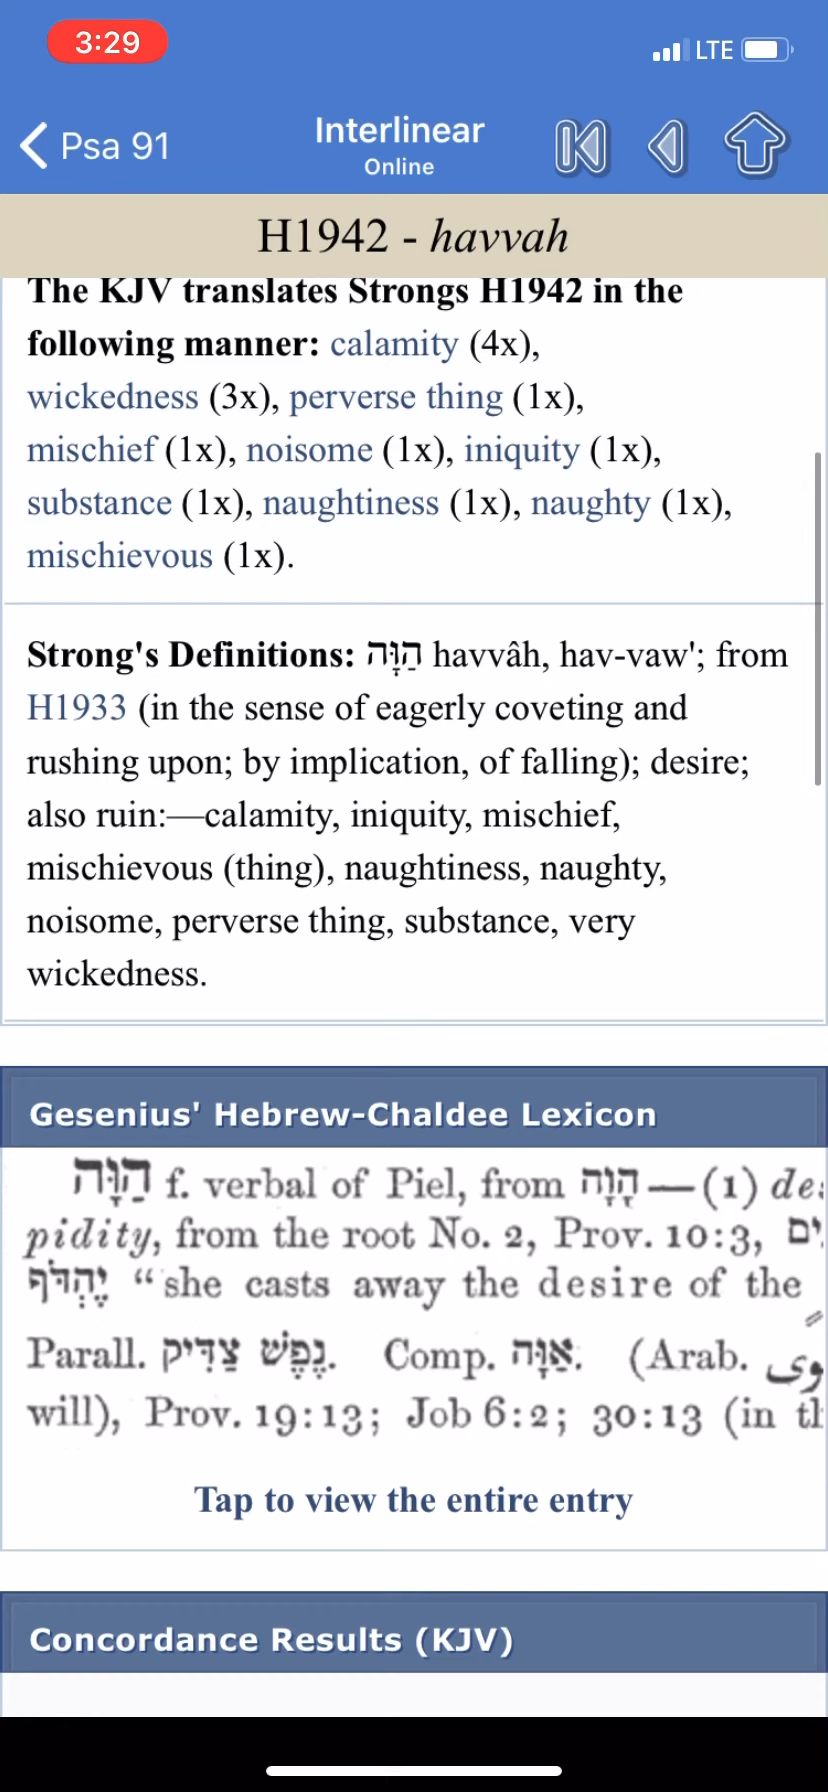 3:29
LTE
Psa 91
Interlinear
Online
H1942 - havvah
The KJV translates Strongs H1942 in the
following manner: calamity (4x),
wickedness (3x), perverse thing (1x),
mischief (1x), noisome (1x), iniquity (1x),
substance (1x), naughtiness (1x), naughty (1x),
mischievous (1x).
Strong's Definitions: הַוָּה havvâh, hav-vaw'; from
H1933 (in the sense of eagerly coveting and
rushing upon; by implication, of falling); desire;
also ruin:—calamity, iniquity, mischief,
mischievous (thing), naughtiness, naughty,
noisome, perverse thing, substance, very
wickedness.
Gesenius' Hebrew-Chaldee Lexicon
הַוָּה f. verbal of Piel, from הָוָה—(1)
pidity, from the root No. 2, Prov. 10:3,
יֶהְדֹּף “she casts away the desire of the
Parall. נֶפֶשׁ צַדִּיק. Comp. אַוָּה. (Arab.
will), Prov. 19:13; Job 6:2; 30:13 (in
Tap to view the entire entry
Concordance Results (KJV)